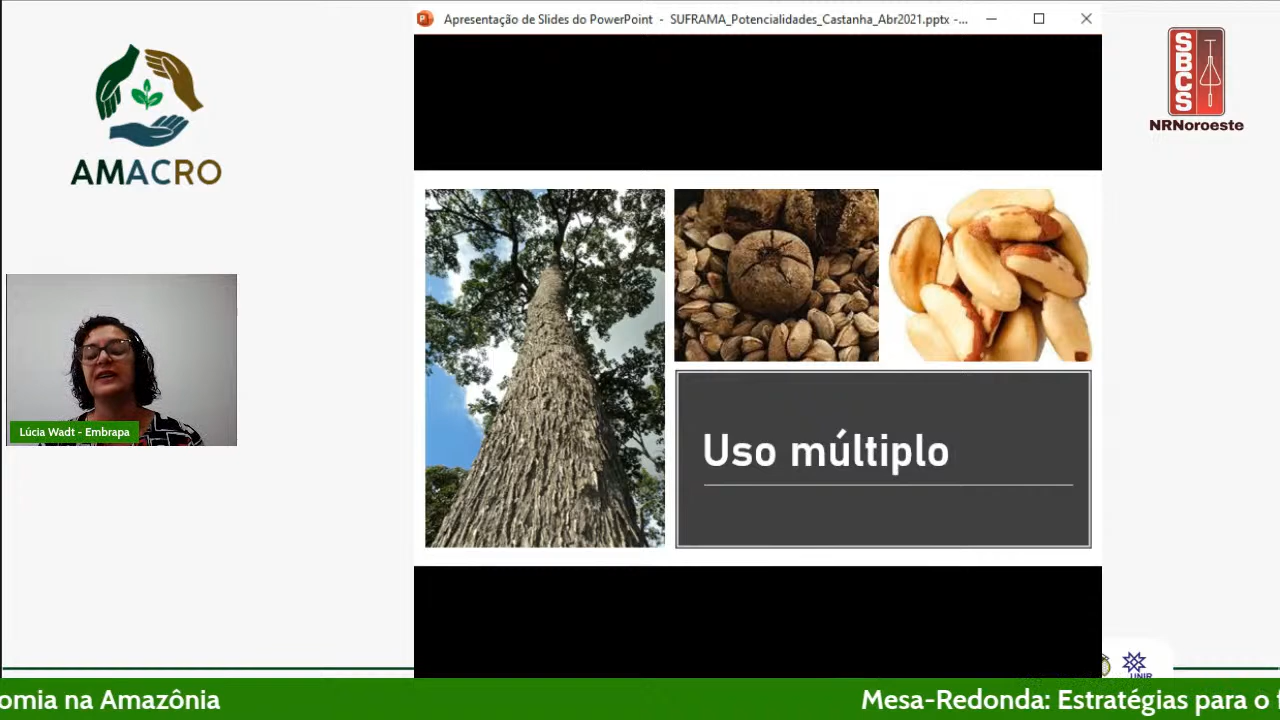 Apresentação de Slides do PowerPoint - SUFRAMA_Potencialidades_Castanha_Abr2021.pptx -...
AMACRO
SBCS
NRNoroeste
Lúcia Wadt - Embrapa
Uso múltiplo
UNIR
omia na Amazônia
Mesa-Redonda: Estratégias para o f